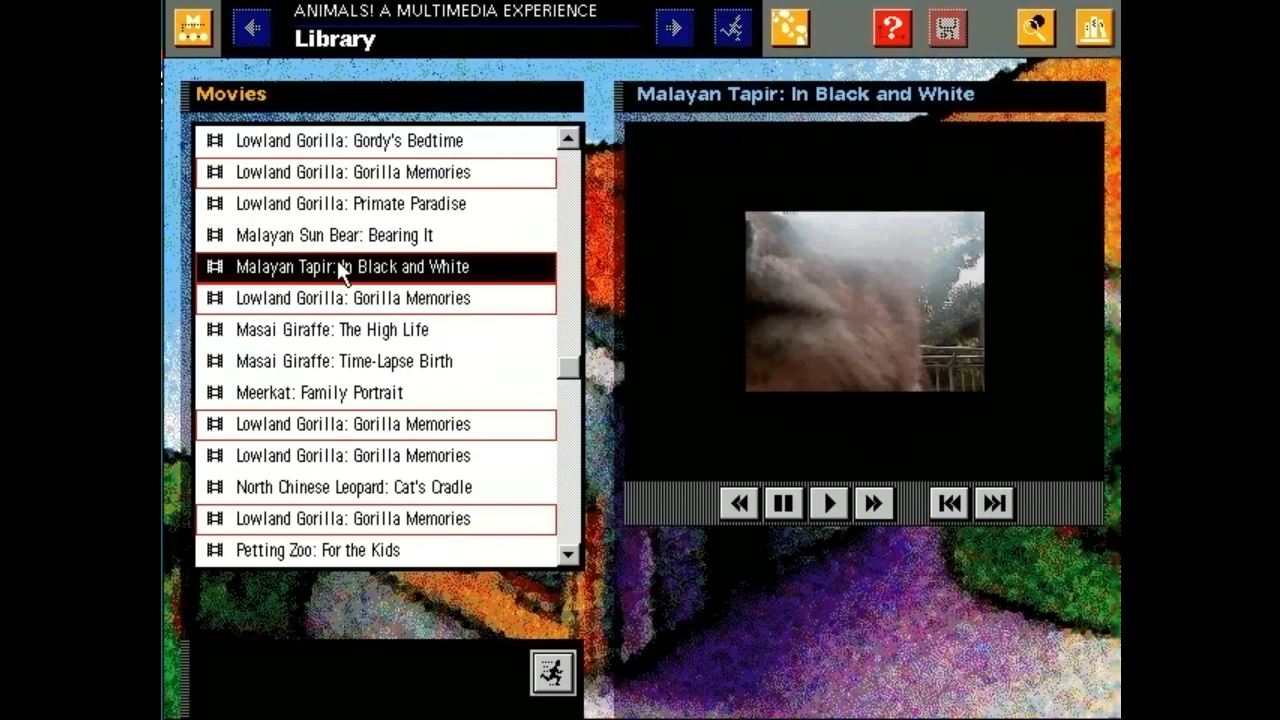 ANIMALS! A MULTIMEDIA EXPERIENCE
Library
?
Movies
Lowland Gorilla: Gordy's Bedtime
Lowland Gorilla: Gorilla Memories
Lowland Gorilla: Primate Paradise
Malayan Sun Bear: Bearing It
Malayan Tapir: In Black and White
Lowland Gorilla: Gorilla Memories
Masai Giraffe: The High Life
Masai Giraffe: Time-Lapse Birth
Meerkat: Family Portrait
Lowland Gorilla: Gorilla Memories
Lowland Gorilla: Gorilla Memories
North Chinese Leopard: Cat's Cradle
Lowland Gorilla: Gorilla Memories
Petting Zoo: For the Kids
Malayan Tapir: In Black and White